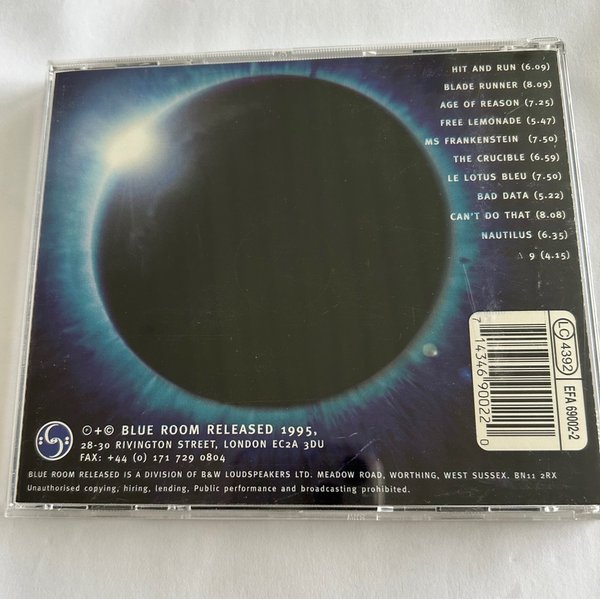 HIT AND RUN (6.09)
BLADE RUNNER (8.09)
AGE OF REASON (7.25)
FREE LEMONADE (5.47)
MS FRANKENSTEIN (7.50)
THE CRUCIBLE (6.59)
LE LOTUS BLEU (7.50)
BAD DATA (5.22)
CAN'T DO THAT (8.08)
NAUTILUS (6.35)
Δ 9 (4.15)
LC 4392
EFA 69002-2
7 14346 90022 0
⊙+© BLUE ROOM RELEASED 1995,
28-30 RIVINGTON STREET, LONDON EC2A 3DU
FAX: +44 (0) 171 729 0804
BLUE ROOM RELEASED IS A DIVISION OF B&W LOUDSPEAKERS LTD. MEADOW ROAD, WORTHING, WEST SUSSEX. BN11 2RX
Unauthorised copying, hiring, lending, Public performance and broadcasting prohibited.